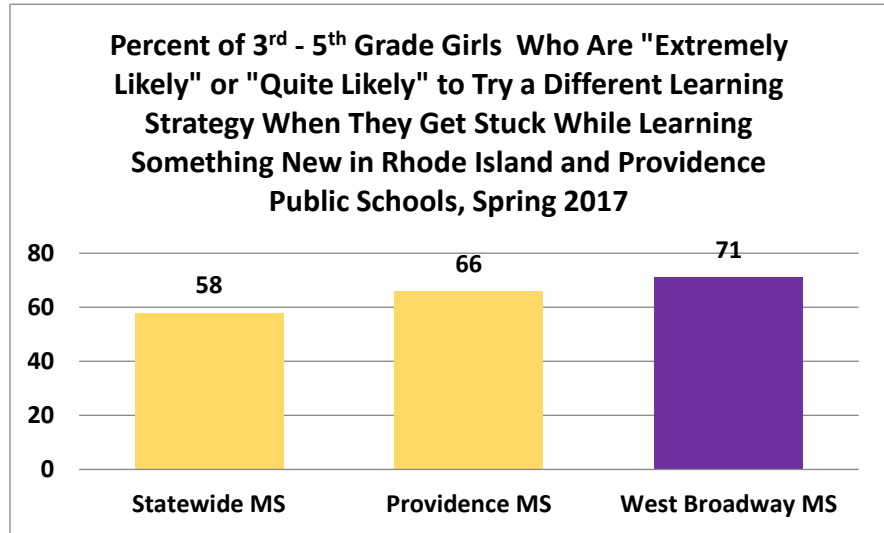 Percent of 3rd - 5th Grade Girls Who Are "Extremely
Likely" or "Quite Likely" to Try a Different Learning
Strategy When They Get Stuck While Learning
Something New in Rhode Island and Providence
Public Schools, Spring 2017
80
60
40
20
0
58
66
71
Statewide MS
Providence MS
West Broadway MS